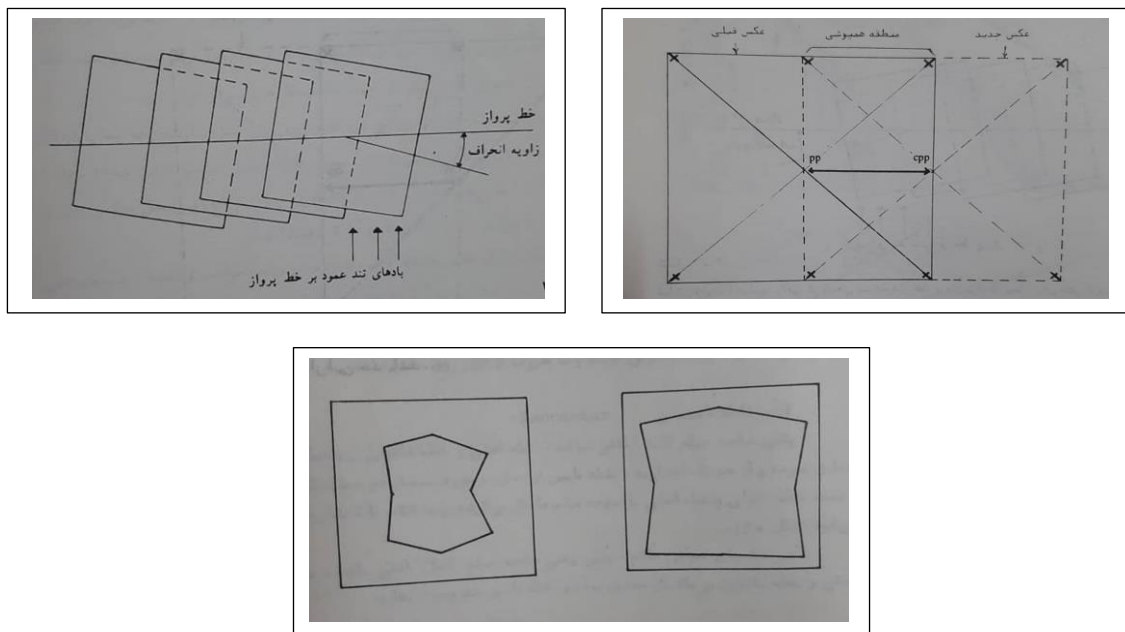 خط پرواز
زاویه انحراف
بادهای تند عمود بر خط پرواز
عکس قبلی
منطقه همپوشی
عکس جدید
pp
cpp